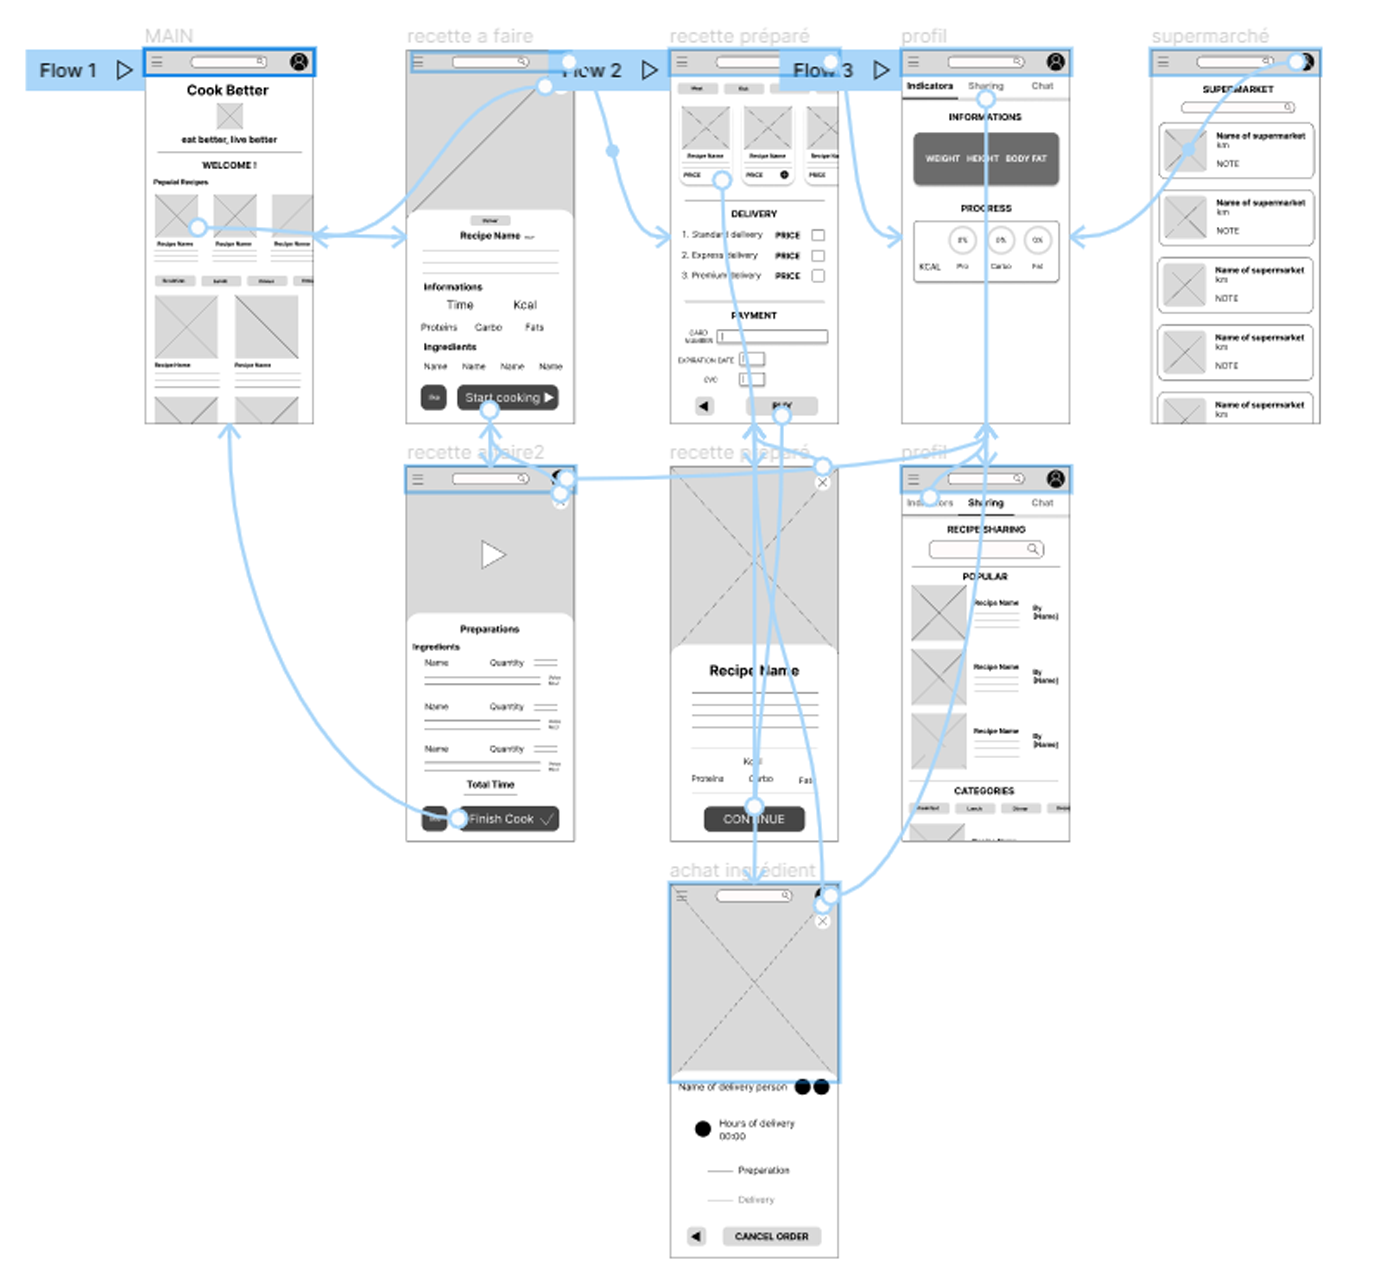 MAIN
recette a faire
recette préparé
profil
supermarché
Flow 1
Flow 2
Flow 3
Cook Better
eat better, live better
WELCOME !
Popular Recipes
Recipe Name
Recipe Name
Recipe Name
Lunch
Recipe Name
Recipe Name
Dinner
Recipe Name
Informations
Time
Kcal
Proteins
Carbo
Fats
Ingredients
Name
Name
Name
Name
Start cooking
Recipe Name
Recipe Name
PRICE
PRICE
DELIVERY
1. Standard delivery PRICE
2. Express delivery PRICE
3. Premium delivery PRICE
PAYMENT
CARD
NUMBER
EXPIRATION DATE
CVC
BUY
Indicators
Sharing
Chat
INFORMATIONS
WEIGHT
HEIGHT
BODY FAT
PROGRESS
0%
0%
0%
KCAL
Pro
Carbo
Fat
SUPERMARKET
Name of supermarket
km
NOTE
Name of supermarket
km
NOTE
Name of supermarket
km
NOTE
Name of supermarket
km
NOTE
Name of supermarket
km
recette a faire2
recette préparé
profil
Preparations
Ingredients
Name
Quantity
Name
Quantity
Name
Quantity
Total Time
Finish Cook
Recipe Name
Kcal
Proteins
Carbo
Fats
CONTINUE
Indicators
Sharing
Chat
RECIPE SHARING
POPULAR
Recipe Name
By
(Name)
Recipe Name
By
(Name)
Recipe Name
By
(Name)
CATEGORIES
Breakfast
Lunch
Dinner
achat ingrédient
Name of delivery person
Hours of delivery
00:00
Preparation
Delivery
CANCEL ORDER